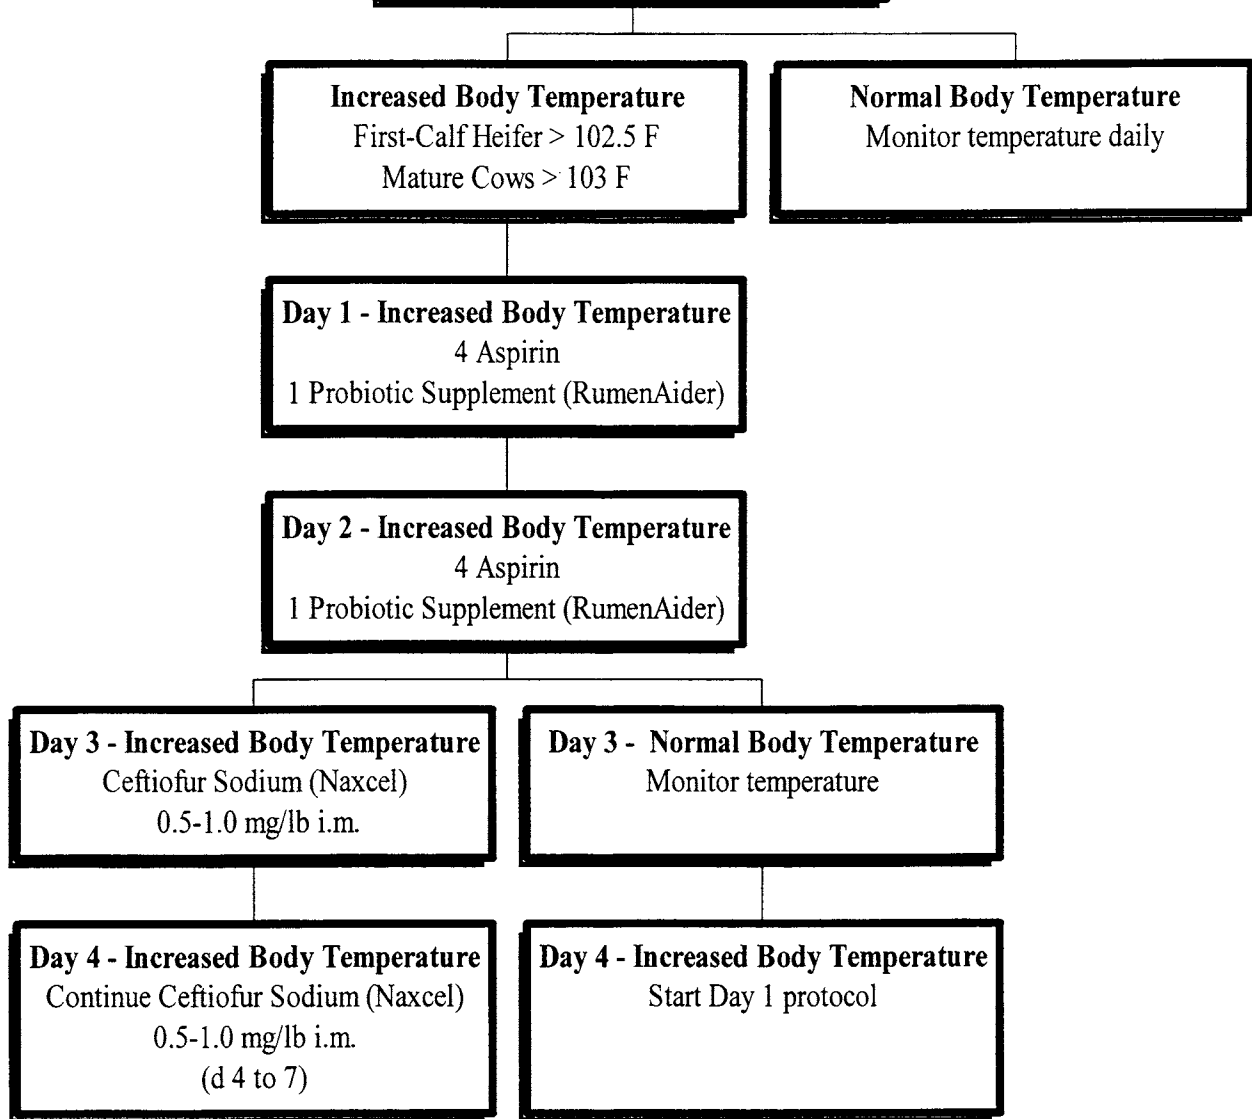 Increased Body Temperature
First-Calf Heifer > 102.5 F
Mature Cows > 103 F
Normal Body Temperature
Monitor temperature daily
Day 1 - Increased Body Temperature
4 Aspirin
1 Probiotic Supplement (RumenAider)
Day 2 - Increased Body Temperature
4 Aspirin
1 Probiotic Supplement (RumenAider)
Day 3 - Increased Body Temperature
Ceftiofur Sodium (Naxcel)
0.5-1.0 mg/lb i.m.
Day 3 - Normal Body Temperature
Monitor temperature
Day 4 - Increased Body Temperature
Continue Ceftiofur Sodium (Naxcel)
0.5-1.0 mg/lb i.m.
(d 4 to 7)
Day 4 - Increased Body Temperature
Start Day 1 protocol